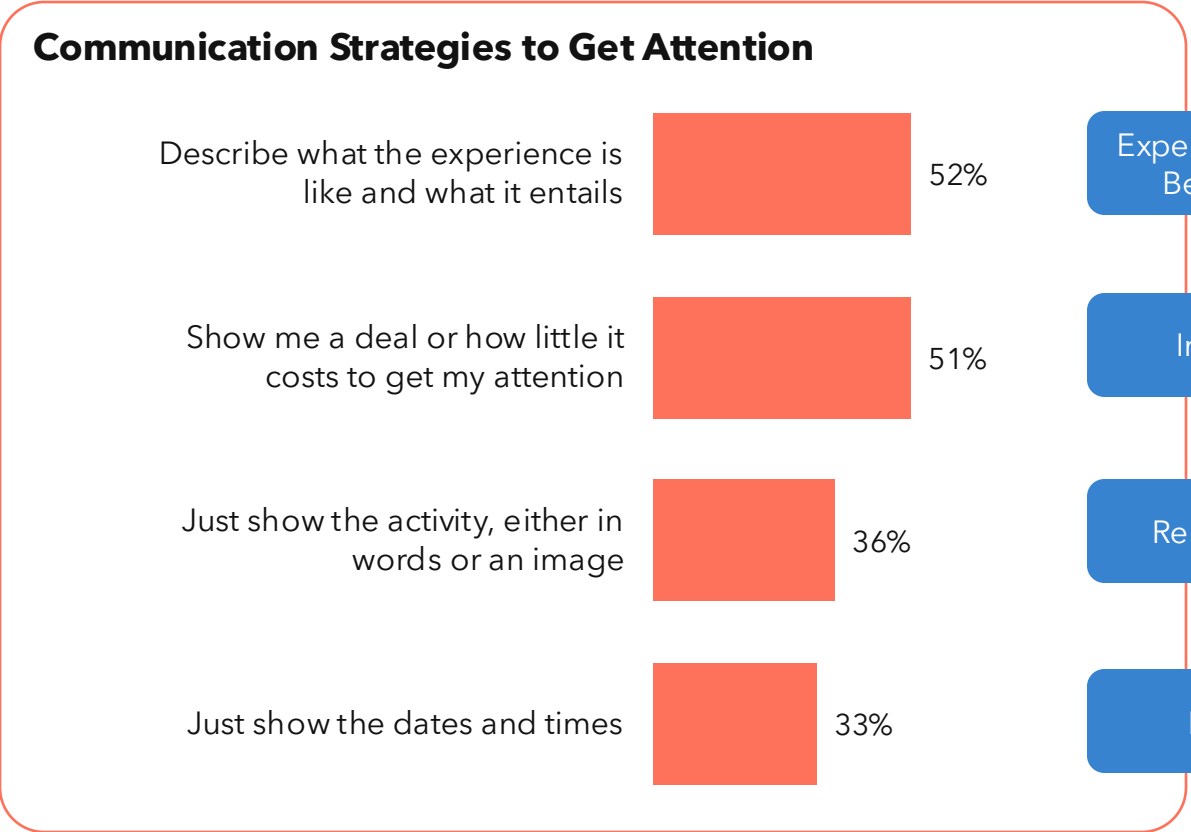 Communication Strategies to Get Attention
Describe what the experience is
like and what it entails
52%
Show me a deal or how little it
costs to get my attention
51%
Just show the activity, either in
words or an image
36%
Just show the dates and times
33%